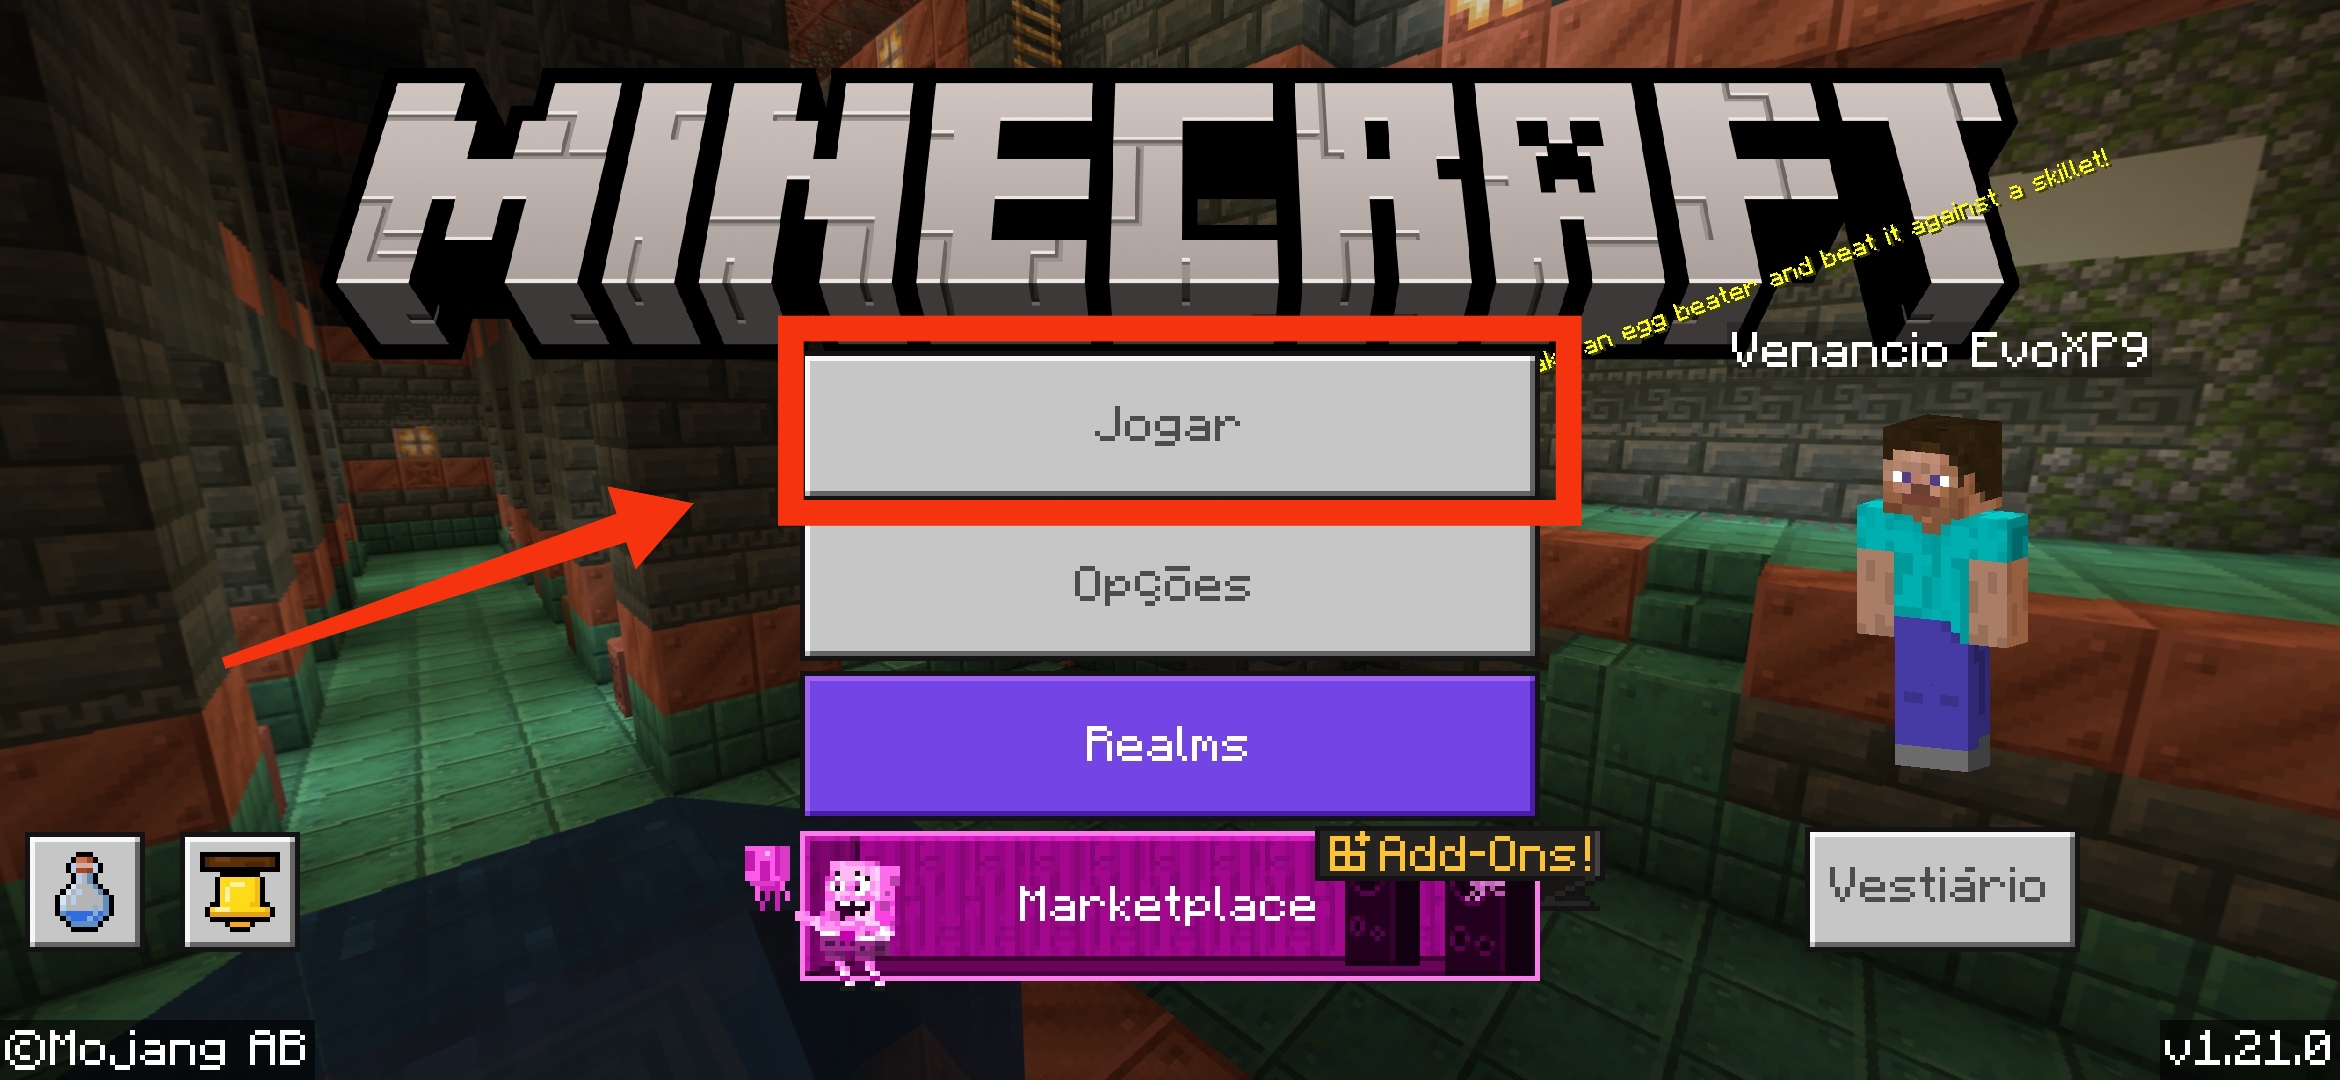 MINECRAFT
an egg beater and beat it against a skillet!
Venancio EvoXP9
Jogar
Opções
Realms
Add-Ons!
Marketplace
Vestiário
©Mojang AB
v1.21.0